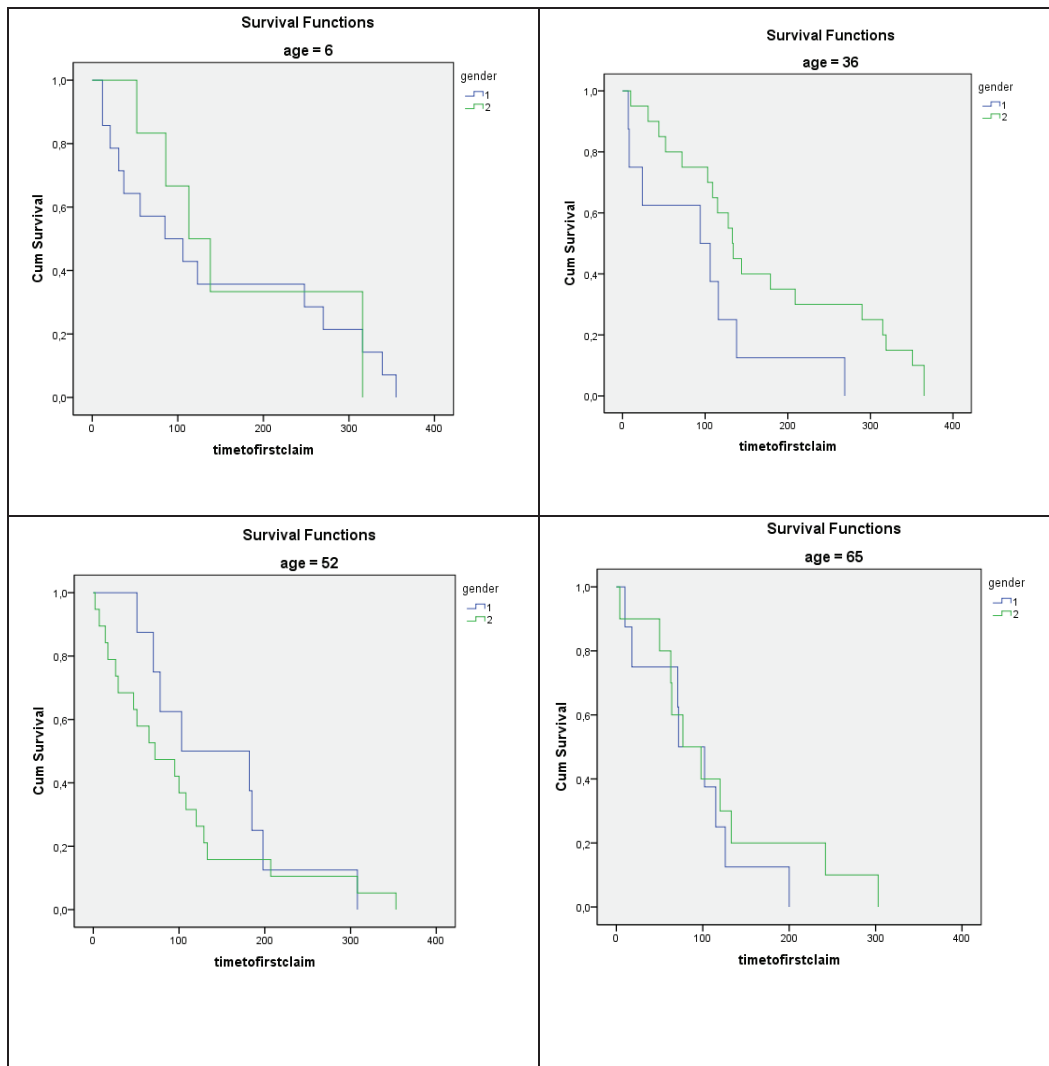 Survival Functions
age = 6
gender
1
2
1,0
0,8
0,6
0,4
0,2
0,0
Cum Survival
0 100 200 300 400
timetofirstclaim
Survival Functions
age = 36
gender
1
2
1,0
0,8
0,6
0,4
0,2
0,0
Cum Survival
0 100 200 300 400
timetofirstclaim
Survival Functions
age = 52
gender
1
2
1,0
0,8
0,6
0,4
0,2
0,0
Cum Survival
0 100 200 300 400
timetofirstclaim
Survival Functions
age = 65
gender
1
2
1,0
0,8
0,6
0,4
0,2
0,0
Cum Survival
0 100 200 300 400
timetofirstclaim